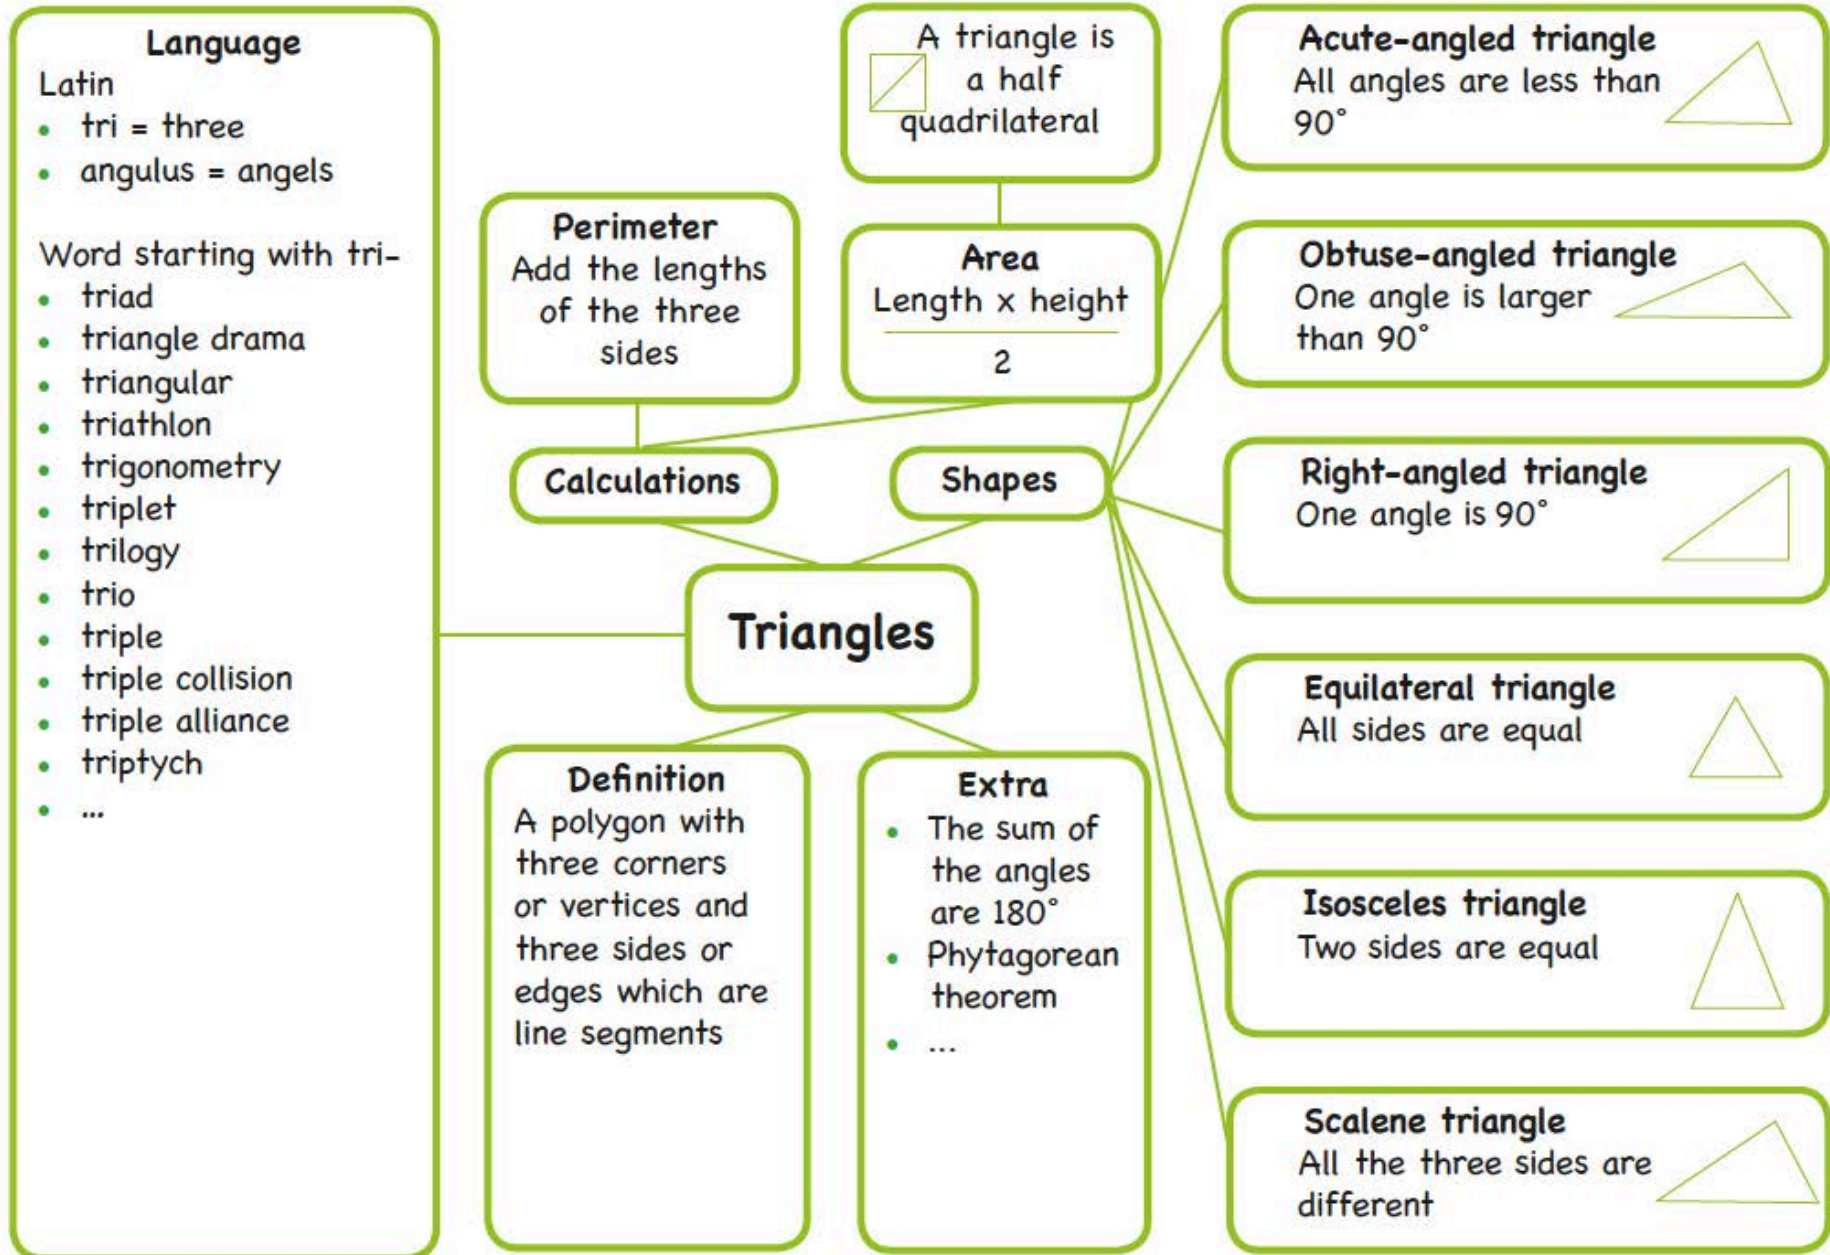 Language
Latin
• tri = three
• angulus = angels
Word starting with tri-
• triad
• triangle drama
• triangular
• triathlon
• trigonometry
• triplet
• trilogy
• trio
• triple
• triple collision
• triple alliance
• triptych
• ...
Perimeter
Add the lengths
of the three
sides
A triangle is
a half
quadrilateral
Area
Length x height
2
Calculations
Shapes
Triangles
Definition
A polygon with
three corners
or vertices and
three sides or
edges which are
line segments
Extra
• The sum of
the angles
are 180°
• Phytagorean
theorem
• ...
Acute-angled triangle
All angles are less than
90°
Obtuse-angled triangle
One angle is larger
than 90°
Right-angled triangle
One angle is 90°
Equilateral triangle
All sides are equal
Isosceles triangle
Two sides are equal
Scalene triangle
All the three sides are
different